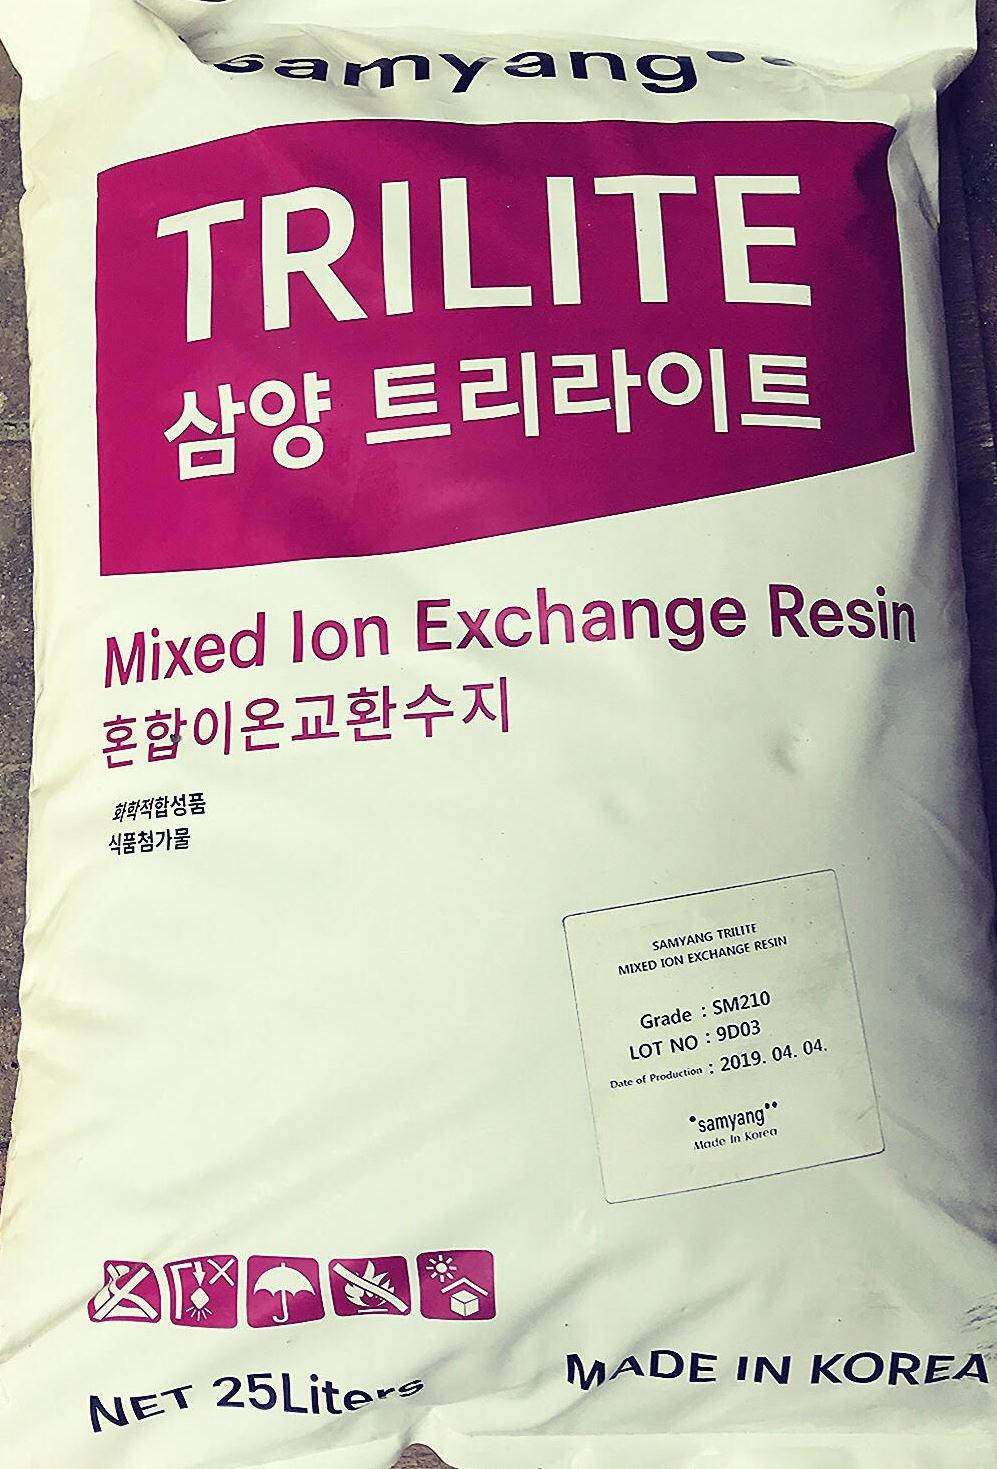 samyang
TRILITE
삼양 트리라이트
Mixed Ion Exchange Resin
혼합이온교환수지
화학적합성품
식품첨가물
SAMYANG TRILITE
MIXED ION EXCHANGE RESIN
Grade : SM210
LOT NO : 9D03
Date of Production : 2019. 04. 04.
samyang
Made In Korea
NET 25Liters
MADE IN KOREA